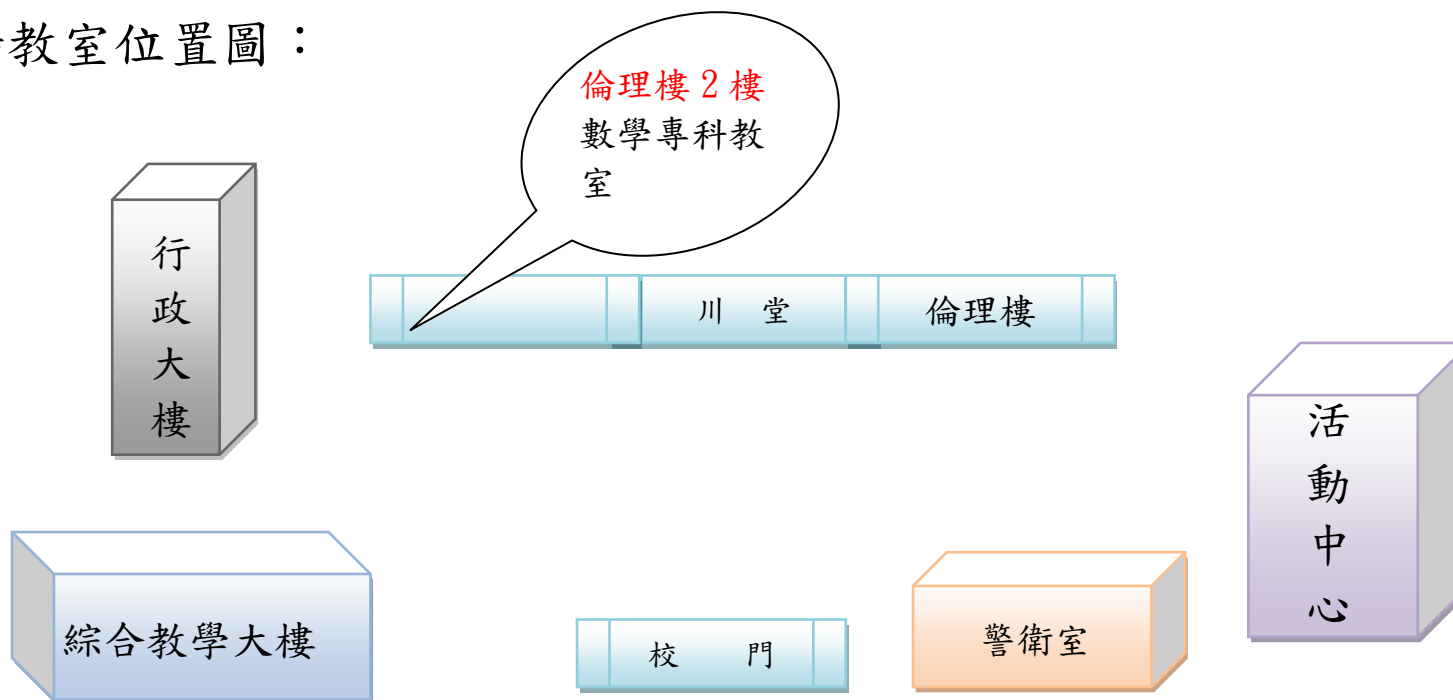 教室位置圖：
倫理樓2樓
數學專科教
室
行
政
大
樓
川 堂
倫理樓
活
動
中
心
綜合教學大樓
校 門
警衛室